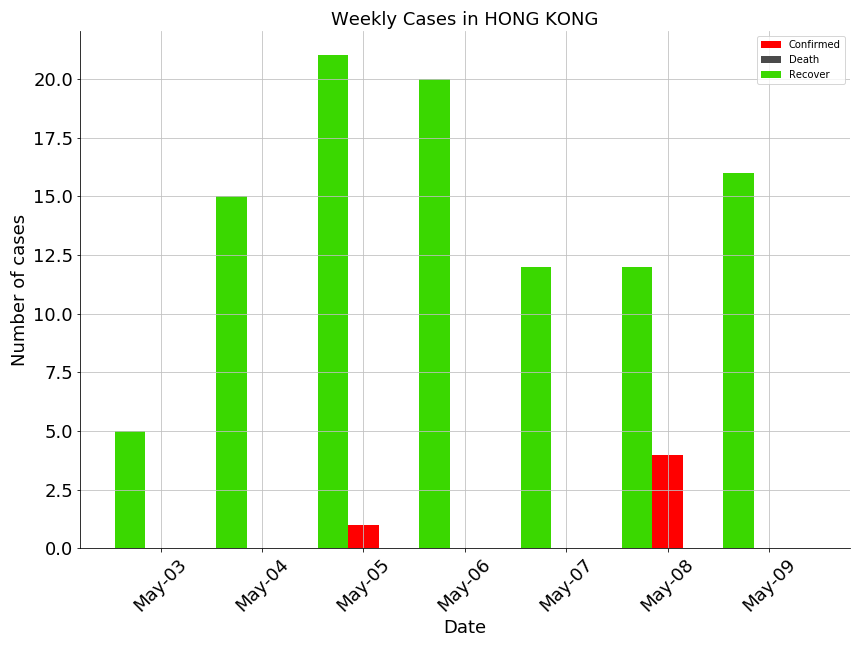 Weekly Cases in HONG KONG
Confirmed
Death
Recover
Number of cases
20.0
17.5
15.0
12.5
10.0
7.5
5.0
2.5
0.0
May-03
May-04
May-05
May-06
May-07
May-08
May-09
Date